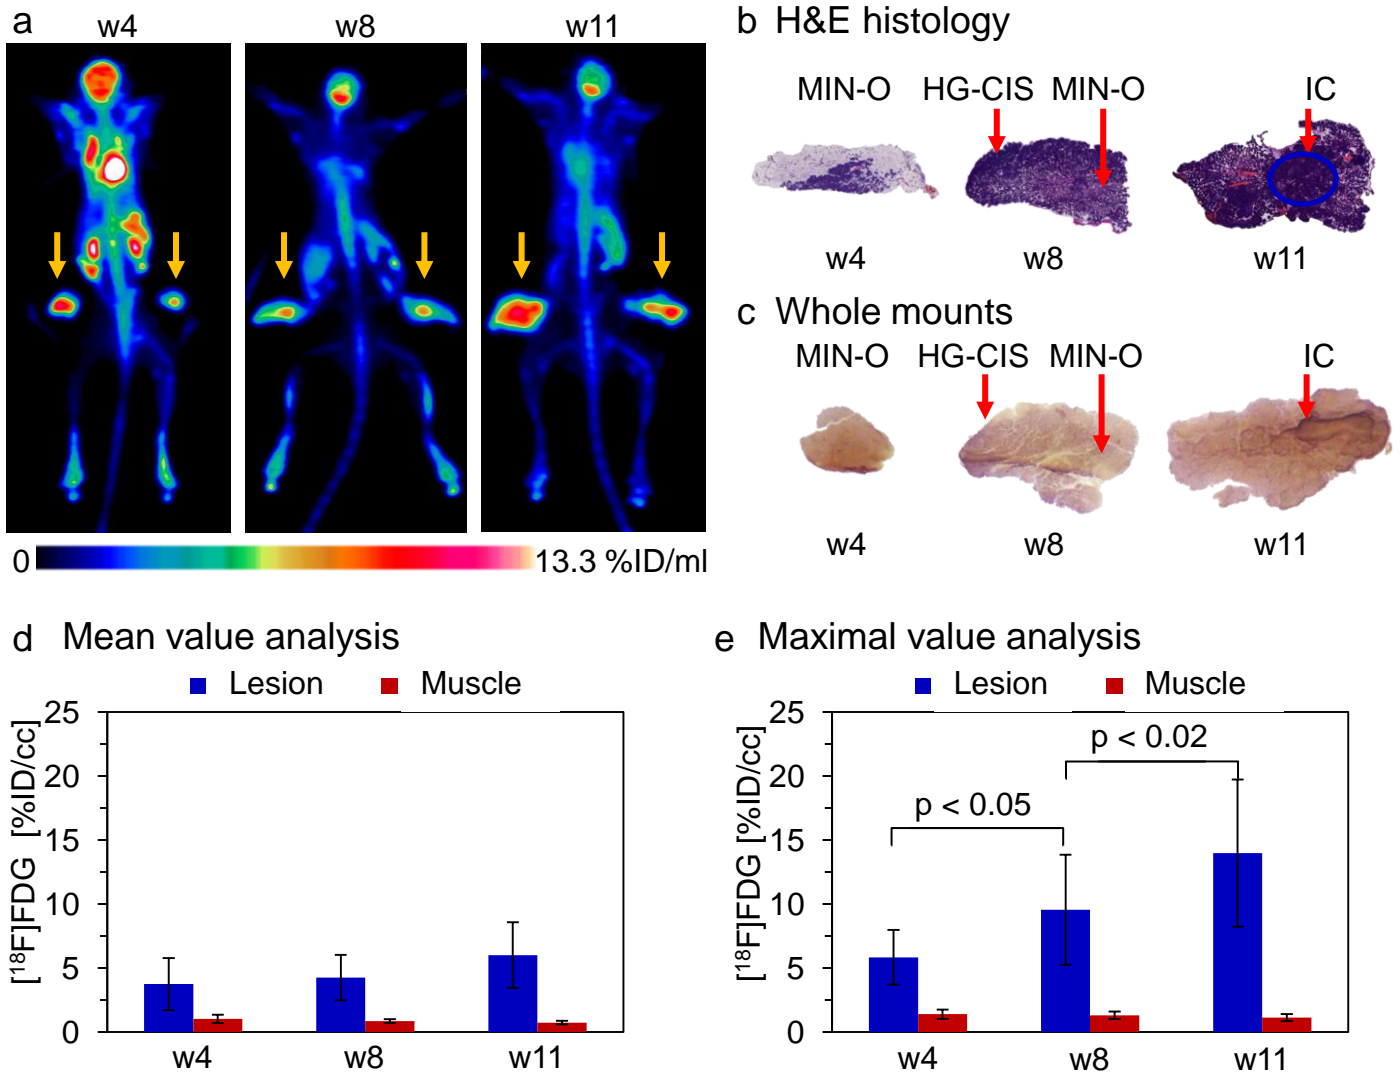 a
w4 w8 w11
0 13.3 %ID/ml
b H&E histology
MIN-O HG-CIS MIN-O IC
w4 w8 w11
c Whole mounts
MIN-O HG-CIS MIN-O IC
w4 w8 w11
d Mean value analysis
Lesion Muscle
[¹⁸F]FDG [%ID/cc]
25
20
15
10
5
0
w4 w8 w11
e Maximal value analysis
Lesion Muscle
[¹⁸F]FDG [%ID/cc]
25
20
15
10
5
0
p < 0.02
p < 0.05
w4 w8 w11